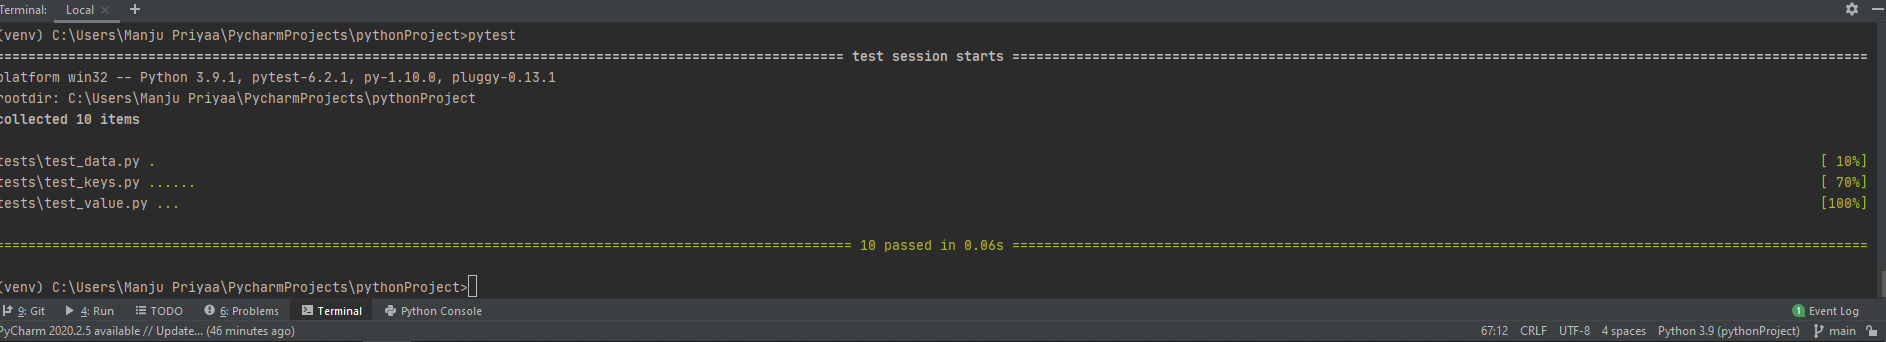 Terminal: Local × +
(venv) C:\Users\Manju Priyaa\PycharmProjects\pythonProject>pytest
============================= test session starts =============================
platform win32 -- Python 3.9.1, pytest-6.2.1, py-1.10.0, pluggy-0.13.1
rootdir: C:\Users\Manju Priyaa\PycharmProjects\pythonProject
collected 10 items
tests\test_data.py . [ 10%]
tests\test_keys.py ...... [ 70%]
tests\test_value.py ... [100%]
============================= 10 passed in 0.06s =============================
(venv) C:\Users\Manju Priyaa\PycharmProjects\pythonProject>
9: Git 4: Run TODO 6: Problems Terminal Python Console 1 Event Log
PyCharm 2020.2.5 available // Update... (46 minutes ago) 67:12 CRLF UTF-8 4 spaces Python 3.9 (pythonProject) main